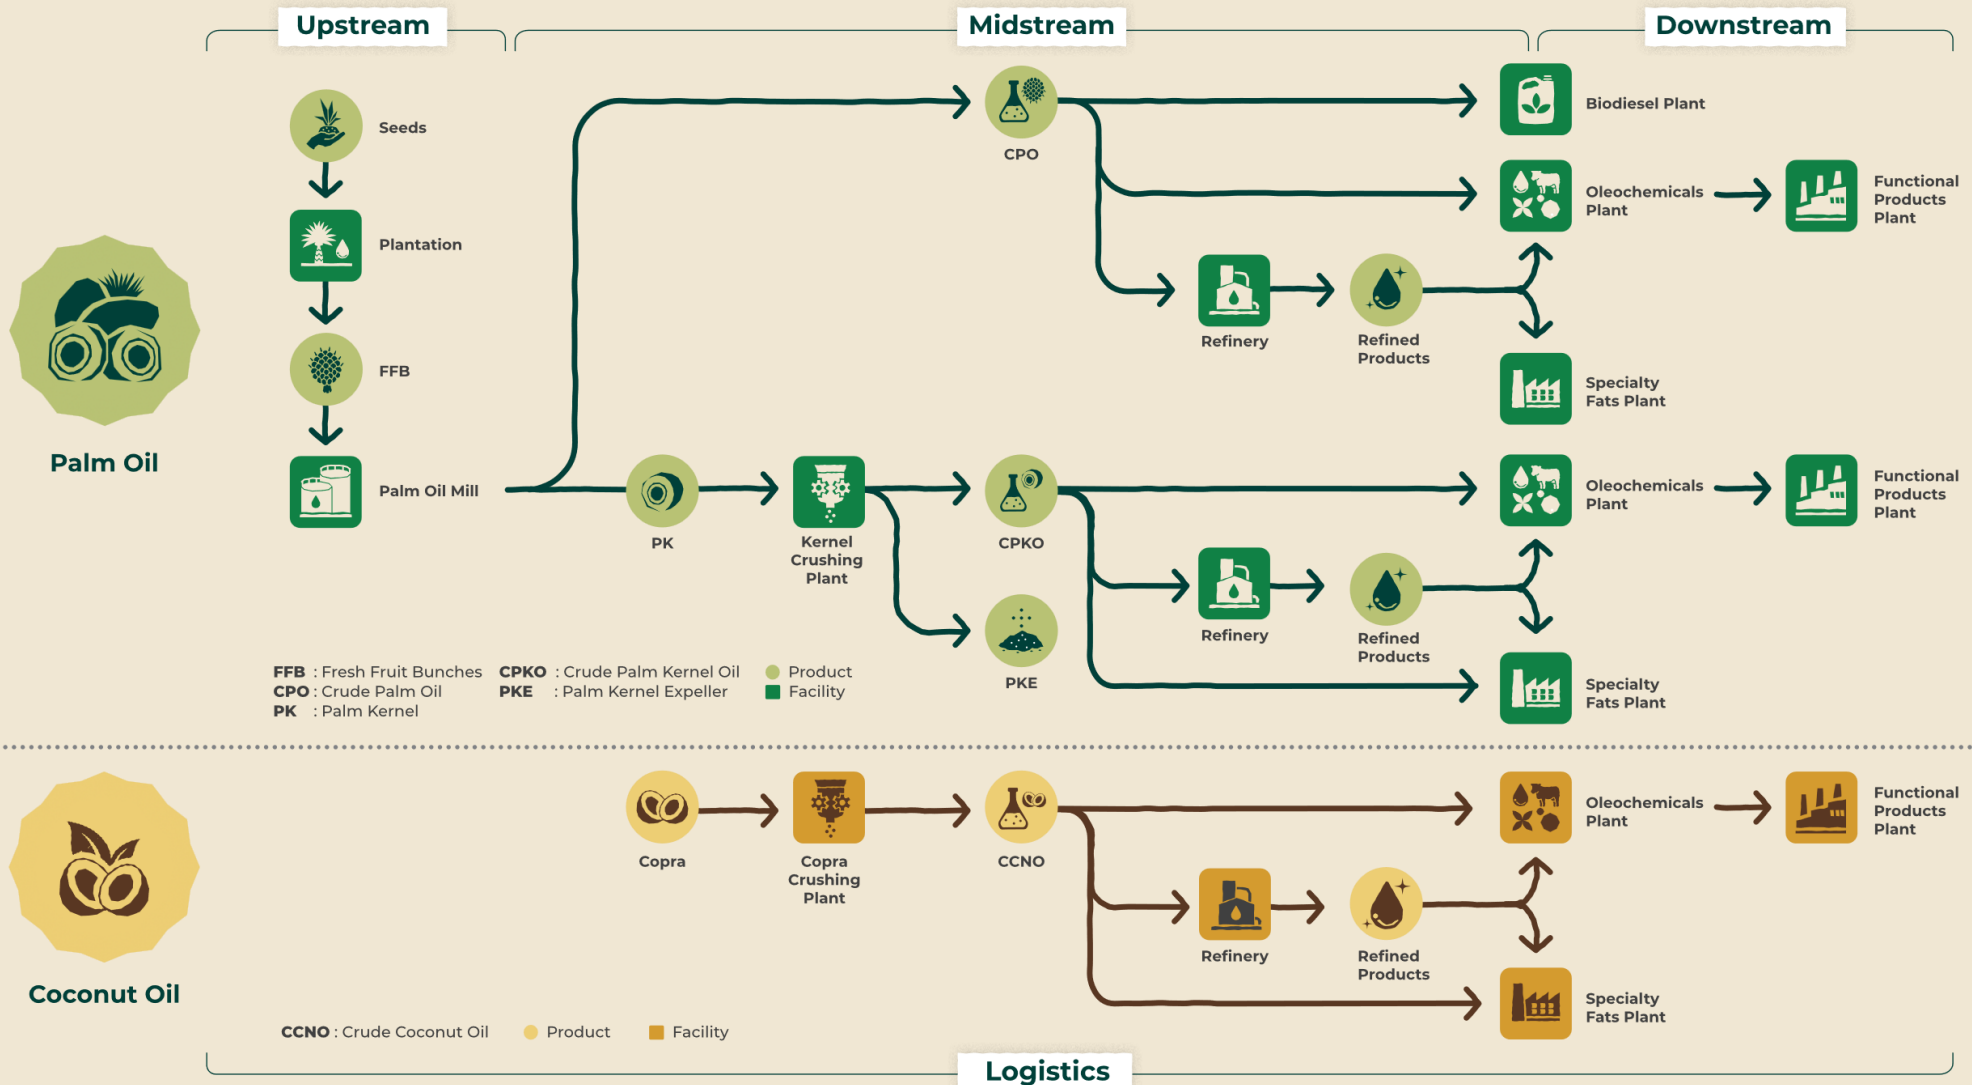 Upstream
Midstream
Downstream
Seeds
Plantation
FFB
Palm Oil Mill
Palm Oil
CPO
Biodiesel Plant
Oleochemicals
Plant
Functional
Products
Plant
Refinery
Refined
Products
Specialty
Fats Plant
PK
Kernel
Crushing
Plant
CPKO
Oleochemicals
Plant
Functional
Products
Plant
Refinery
Refined
Products
PKE
Specialty
Fats Plant
FFB : Fresh Fruit Bunches
CPO : Crude Palm Oil
PK : Palm Kernel
CPKO : Crude Palm Kernel Oil
PKE : Palm Kernel Expeller
Product
Facility
Coconut Oil
Copra
Copra
Crushing
Plant
CCNO
Oleochemicals
Plant
Functional
Products
Plant
Refinery
Refined
Products
Specialty
Fats Plant
CCNO : Crude Coconut Oil
Product
Facility
Logistics